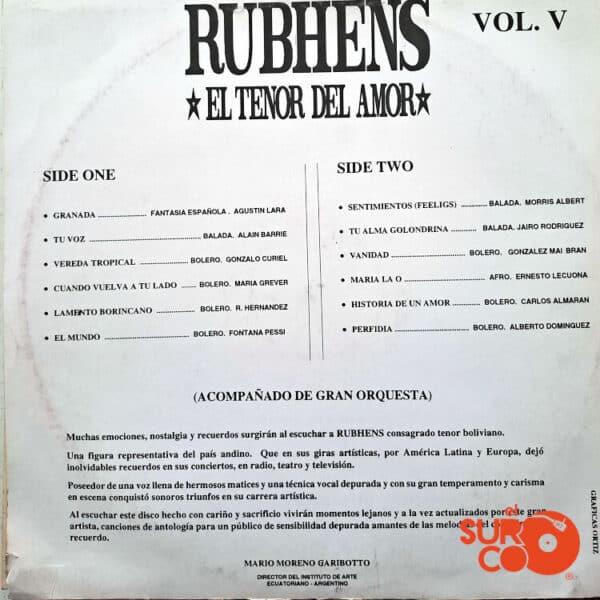 RUBHENS
VOL. V
★EL TENOR DEL AMOR★
SIDE ONE
• GRANADA ............ FANTASIA ESPAÑOLA . AGUSTIN LARA
• TU VOZ ............ BALADA. ALAIN BARRIE
• VEREDA TROPICAL ............ BOLERO. GONZALO CURIEL
• CUANDO VUELVA A TU LADO ...... BOLERO. MARIA GREVER
• LAMENTO BORINCANO ............ BOLERO. R. HERNANDEZ
• EL MUNDO ............ BOLERO. FONTANA PESSI
SIDE TWO
• SENTIMIENTOS (FEELIGS) ............ BALADA. MORRIS ALBERT
• TU ALMA GOLONDRINA ............ BALADA. JAIRO RODRIGUEZ
• VANIDAD ............ BOLERO. GONZALEZ MAI BRAN
• MARIA LA O ............ AFRO. ERNESTO LECUONA
• HISTORIA DE UN AMOR ............ BOLERO. CARLOS ALMARAN
• PERFIDIA ............ BOLERO. ALBERTO DOMINGUEZ
(ACOMPAÑADO DE GRAN ORQUESTA)
Muchas emociones, nostalgia y recuerdos surgirán al escuchar a RUBHENS consagrado tenor boliviano.
Una figura representativa del país andino. Que en sus giras artísticas, por América Latina y Europa, dejó
inolvidables recuerdos en sus conciertos, en radio, teatro y televisión.
Poseedor de una voz llena de hermosos matices y una técnica vocal depurada y con su gran temperamento y carisma
en escena conquistó sonoros triunfos en su carrera artística.
Al escuchar este disco hecho con cariño y sacrificio vivirán momentos lejanos y a la vez actualizados por este gran
artista, canciones de antología para un público de sensibilidad depurada amantes de las
recuerdo.
MARIO MORENO GARIBOTTO
DIRECTOR DEL INSTITUTO DE ARTE
ECUATORIANO - ARGENTINO
GRAFICAS ORTIZ
El
SUR
CO